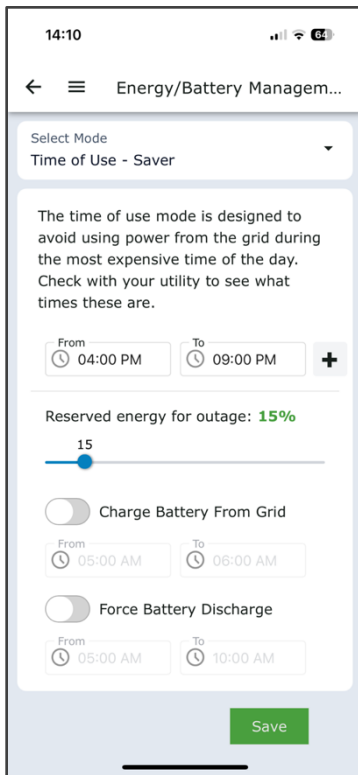 14:10
64
Energy/Battery Managem...
Select Mode
Time of Use - Saver
The time of use mode is designed to
avoid using power from the grid during
the most expensive time of the day.
Check with your utility to see what
times these are.
From To
04:00 PM 09:00 PM +
Reserved energy for outage: 15%
15
Charge Battery From Grid
From To
05:00 AM 06:00 AM
Force Battery Discharge
From To
05:00 AM 10:00 AM
Save